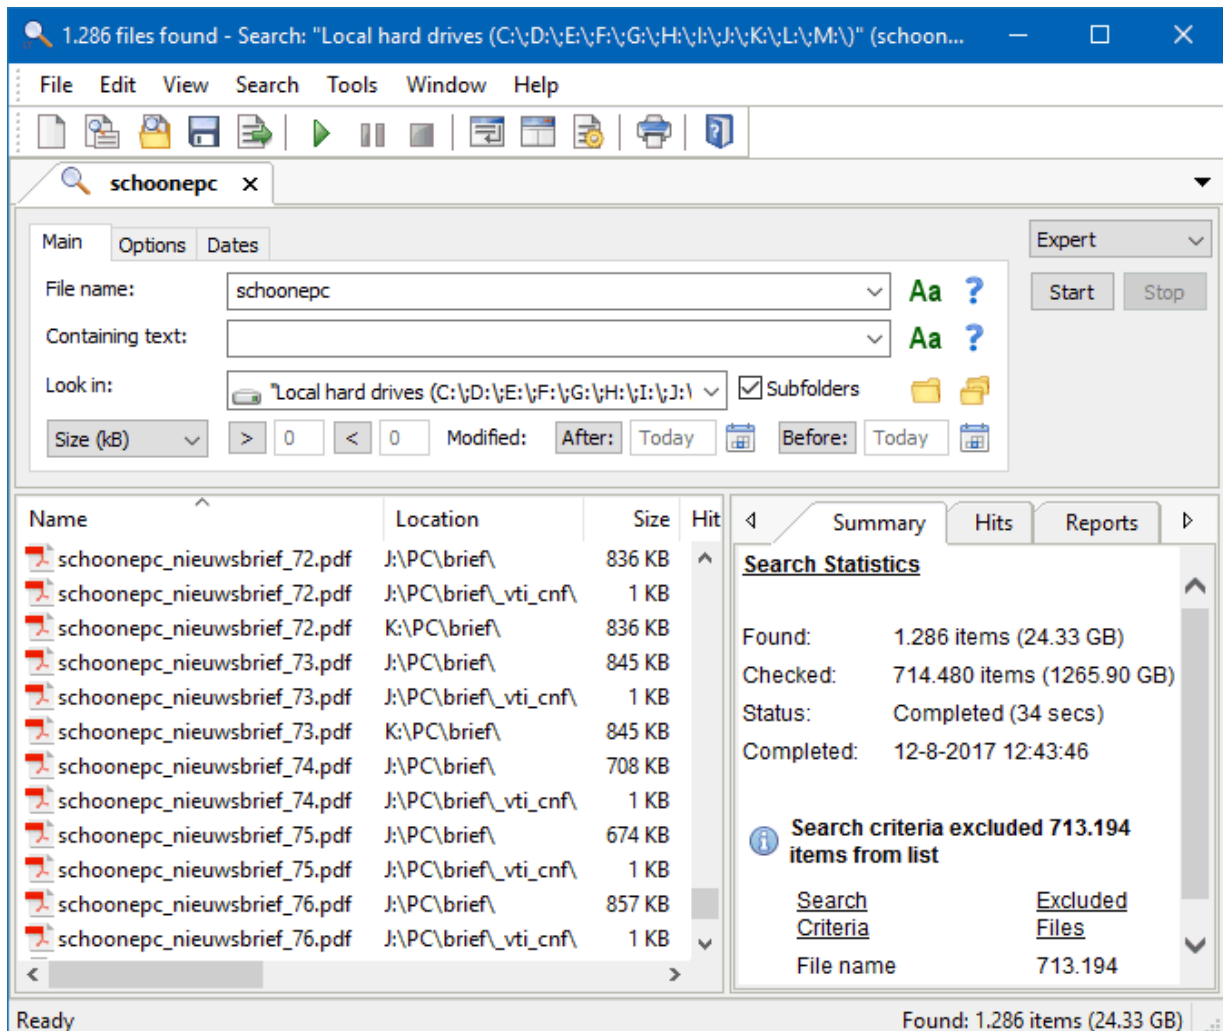 1.286 files found - Search: "Local hard drives (C:\;D:\;E:\;F:\;G:\;H:\;I:\;J:\;K:\;L:\;M:\)" (schoon...
File Edit View Search Tools Window Help
schoonepc
Main Options Dates
Expert
File name: schoonepc Aa ?
Start Stop
Containing text: Aa ?
Look in: "Local hard drives (C:\;D:\;E:\;F:\;G:\;H:\;I:\;J:\ Subfolders
Size (kB) > 0 < 0 Modified: After: Today Before: Today
Name Location Size Hit
schoonepc_nieuwsbrief_72.pdf J:\PC\brief\ 836 KB
schoonepc_nieuwsbrief_72.pdf J:\PC\brief\_vti_cnf\ 1 KB
schoonepc_nieuwsbrief_72.pdf K:\PC\brief\ 836 KB
schoonepc_nieuwsbrief_73.pdf J:\PC\brief\ 845 KB
schoonepc_nieuwsbrief_73.pdf J:\PC\brief\_vti_cnf\ 1 KB
schoonepc_nieuwsbrief_73.pdf K:\PC\brief\ 845 KB
schoonepc_nieuwsbrief_74.pdf J:\PC\brief\ 708 KB
schoonepc_nieuwsbrief_74.pdf J:\PC\brief\_vti_cnf\ 1 KB
schoonepc_nieuwsbrief_75.pdf J:\PC\brief\ 674 KB
schoonepc_nieuwsbrief_75.pdf J:\PC\brief\_vti_cnf\ 1 KB
schoonepc_nieuwsbrief_76.pdf J:\PC\brief\ 857 KB
schoonepc_nieuwsbrief_76.pdf J:\PC\brief\_vti_cnf\ 1 KB
Summary Hits Reports
Search Statistics
Found: 1.286 items (24.33 GB)
Checked: 714.480 items (1265.90 GB)
Status: Completed (34 secs)
Completed: 12-8-2017 12:43:46
Search criteria excluded 713.194
items from list
Search Excluded
Criteria Files
File name 713.194
Ready Found: 1.286 items (24.33 GB)